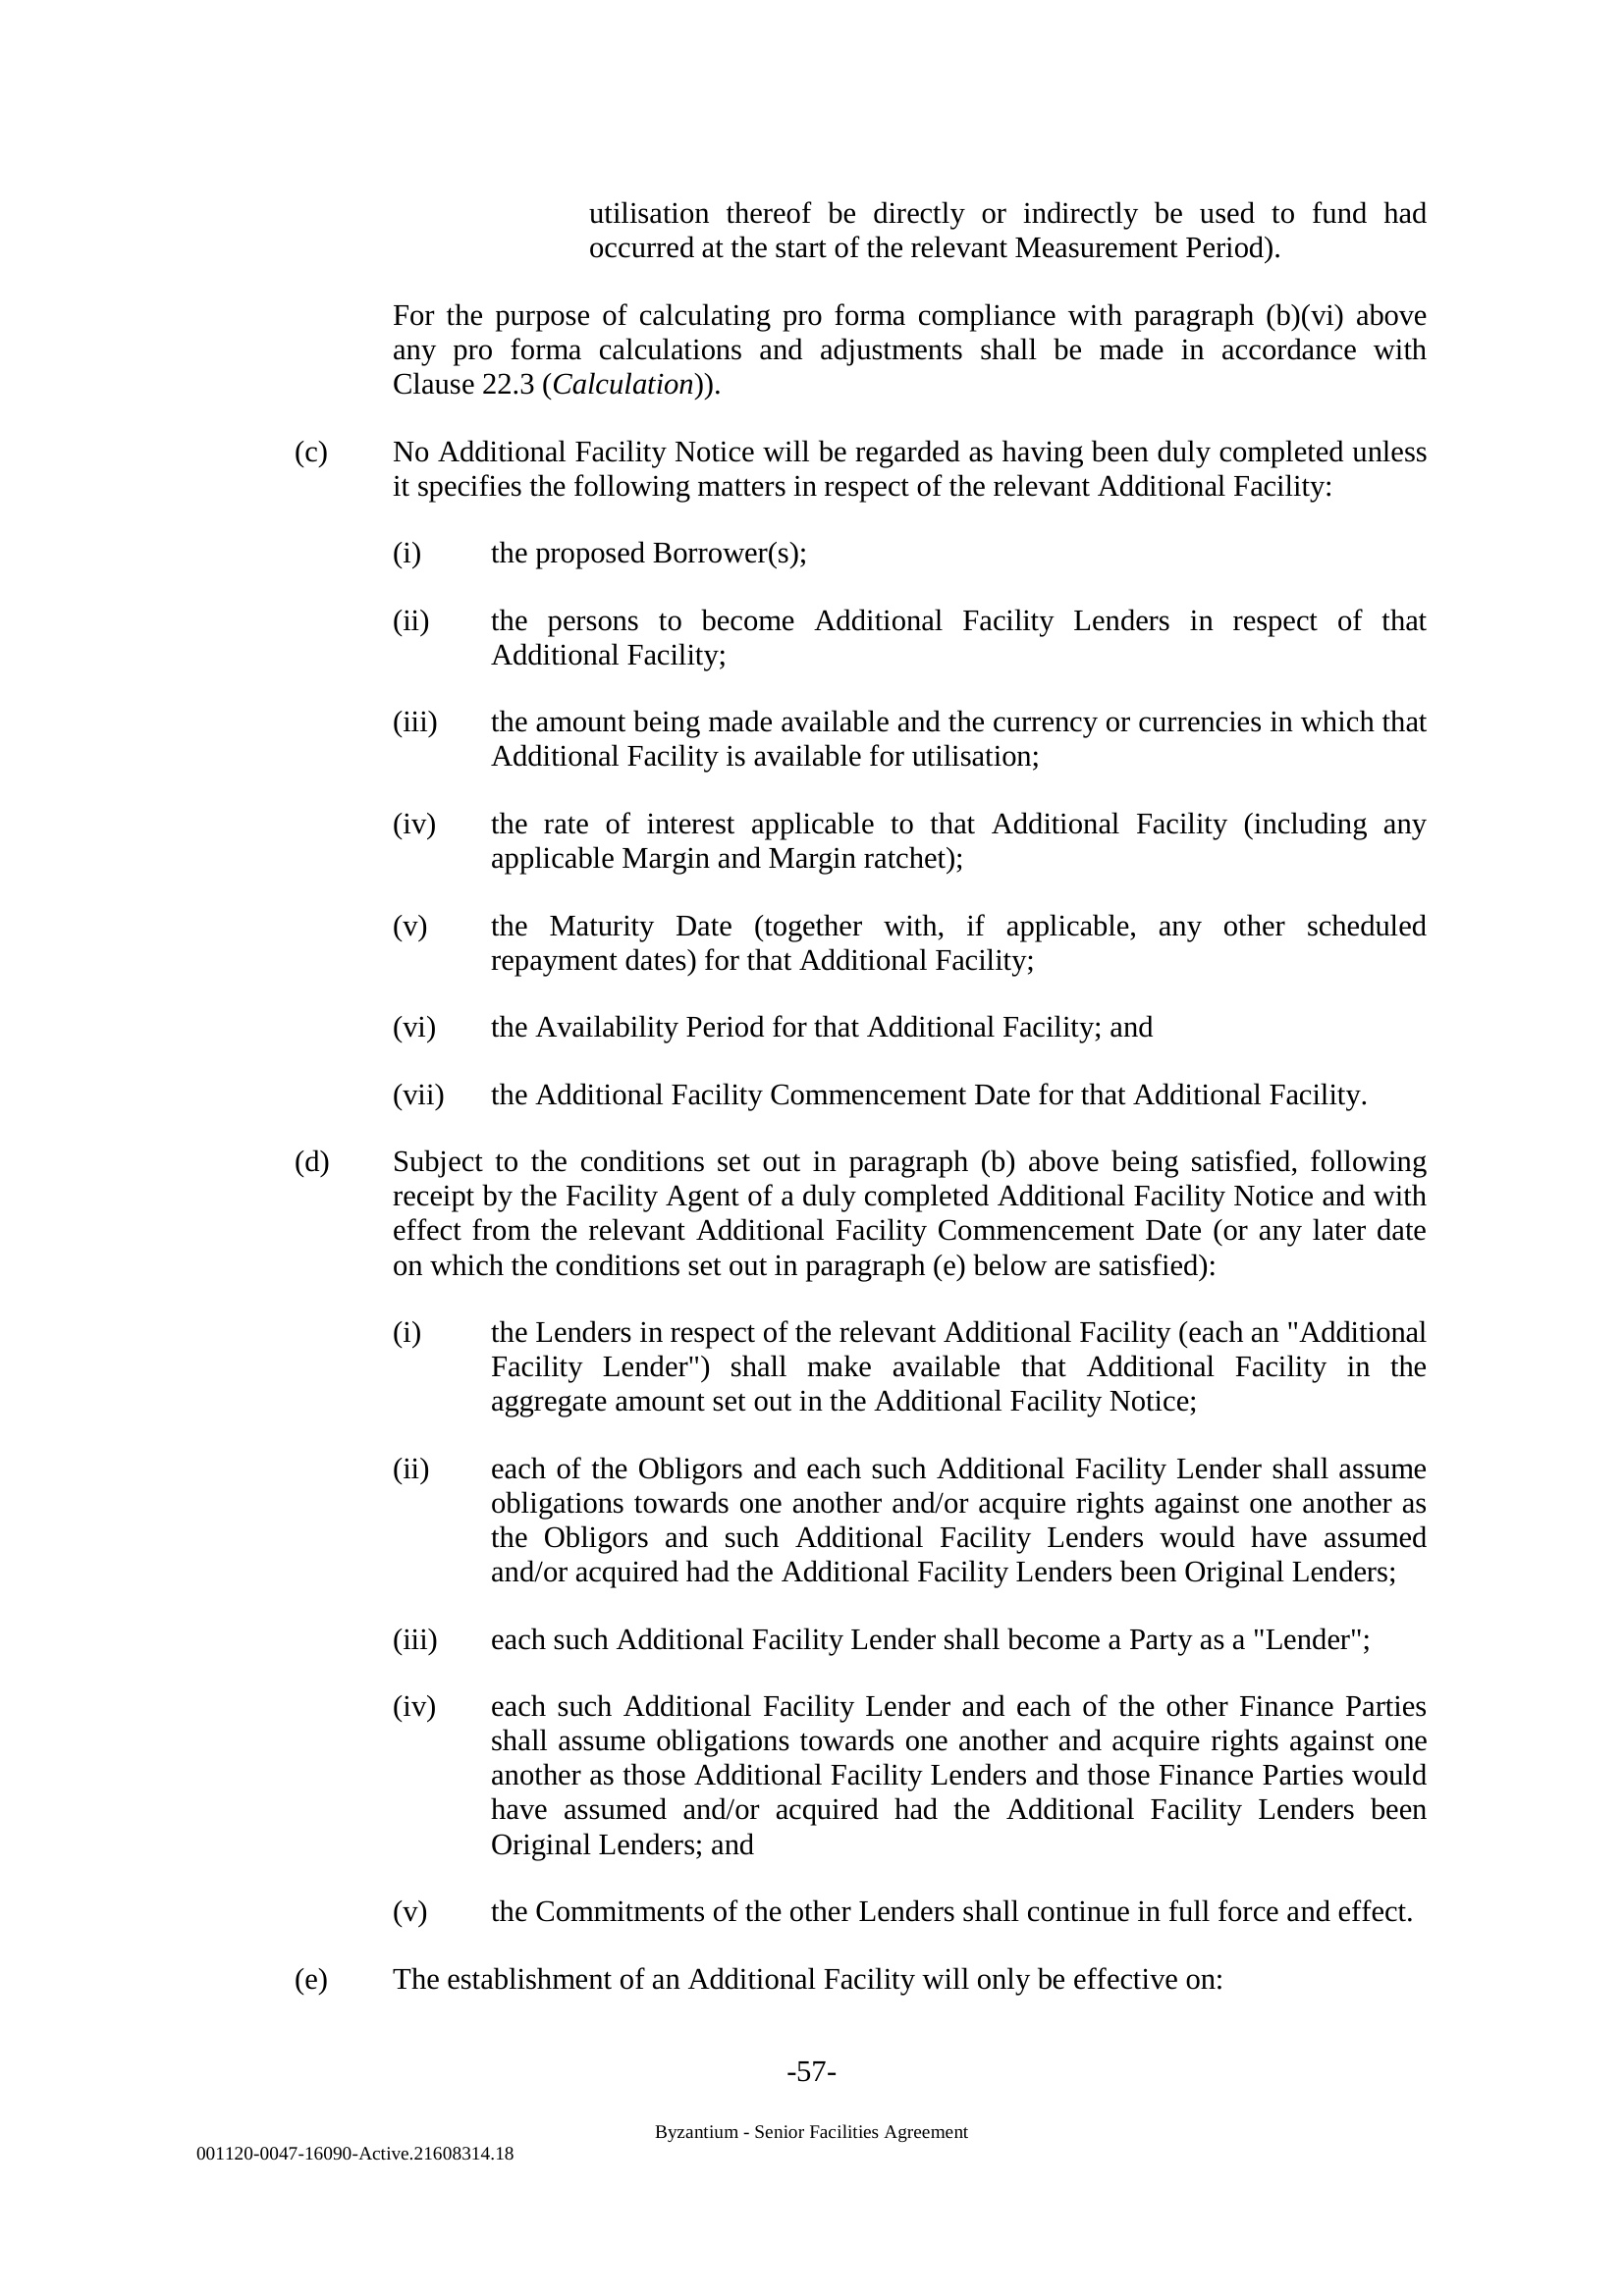 utilisation thereof be directly or indirectly be used to fund had
occurred at the start of the relevant Measurement Period).
For the purpose of calculating pro forma compliance with paragraph (b)(vi) above
any pro forma calculations and adjustments shall be made in accordance with
Clause 22.3 (Calculation)).
(c) No Additional Facility Notice will be regarded as having been duly completed unless
it specifies the following matters in respect of the relevant Additional Facility:
(i) the proposed Borrower(s);
(ii) the persons to become Additional Facility Lenders in respect of that
Additional Facility;
(iii) the amount being made available and the currency or currencies in which that
Additional Facility is available for utilisation;
(iv) the rate of interest applicable to that Additional Facility (including any
applicable Margin and Margin ratchet);
(v) the Maturity Date (together with, if applicable, any other scheduled
repayment dates) for that Additional Facility;
(vi) the Availability Period for that Additional Facility; and
(vii) the Additional Facility Commencement Date for that Additional Facility.
(d) Subject to the conditions set out in paragraph (b) above being satisfied, following
receipt by the Facility Agent of a duly completed Additional Facility Notice and with
effect from the relevant Additional Facility Commencement Date (or any later date
on which the conditions set out in paragraph (e) below are satisfied):
(i) the Lenders in respect of the relevant Additional Facility (each an "Additional
Facility Lender") shall make available that Additional Facility in the
aggregate amount set out in the Additional Facility Notice;
(ii) each of the Obligors and each such Additional Facility Lender shall assume
obligations towards one another and/or acquire rights against one another as
the Obligors and such Additional Facility Lenders would have assumed
and/or acquired had the Additional Facility Lenders been Original Lenders;
(iii) each such Additional Facility Lender shall become a Party as a "Lender";
(iv) each such Additional Facility Lender and each of the other Finance Parties
shall assume obligations towards one another and acquire rights against one
another as those Additional Facility Lenders and those Finance Parties would
have assumed and/or acquired had the Additional Facility Lenders been
Original Lenders; and
(v) the Commitments of the other Lenders shall continue in full force and effect.
(e) The establishment of an Additional Facility will only be effective on:
-57-
Byzantium - Senior Facilities Agreement
001120-0047-16090-Active.21608314.18